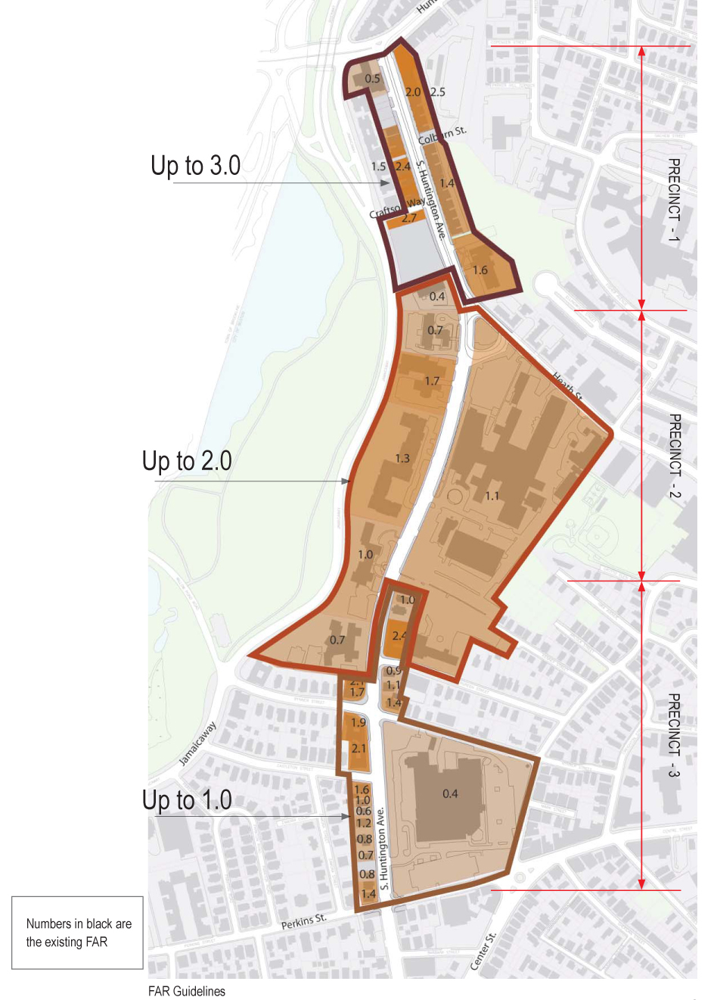 Hunt
0.5
2.0
2.5
Colburn St.
Up to 3.0
1.5
2.4
S. Huntington Ave.
1.4
PRECINCT - 1
Craftson Way
2.7
1.6
0.4
0.7
Heath St.
1.7
PRECINCT - 2
Up to 2.0
1.3
1.1
1.0
1.0
2.4
0.7
0.9
2.1
1.1
1.7
1.4
PRECINCT - 3
1.9
Jamaicaway
2.1
Up to 1.0
1.6
0.4
1.0
0.6
1.2
S. Huntington Ave.
0.8
0.7
0.8
1.4
Perkins St.
Center St.
Numbers in black are
the existing FAR
FAR Guidelines